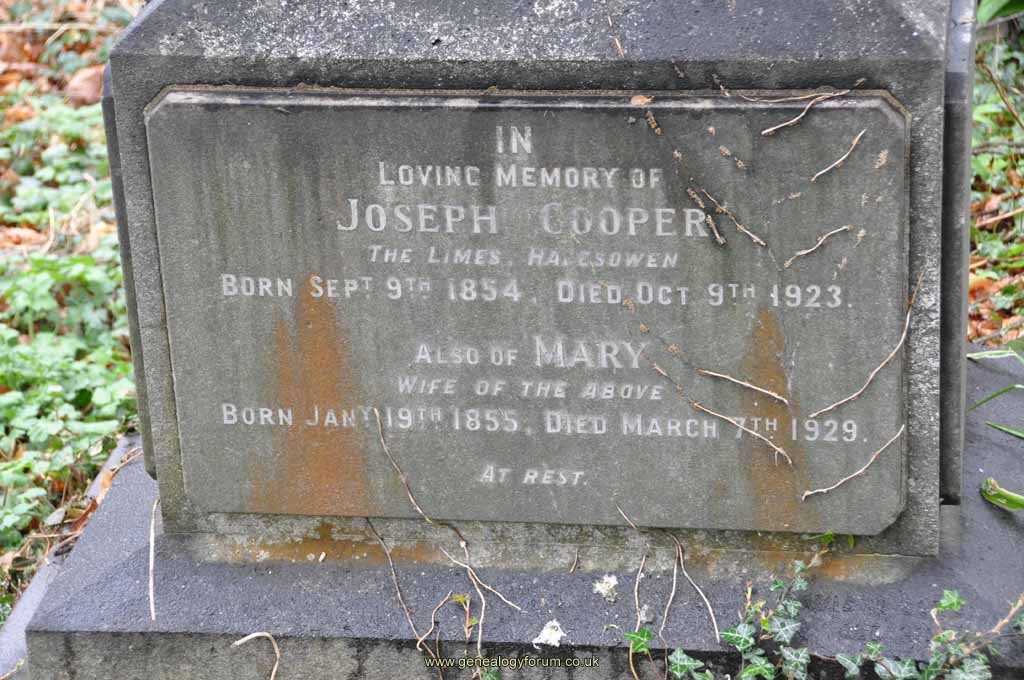 IN
LOVING MEMORY OF
JOSEPH COOPER
THE LIMES, HALESOWEN
BORN SEPT 9TH 1854. DIED OCT 9TH 1923.
ALSO OF MARY
WIFE OF THE ABOVE
BORN JANY 19TH 1855, DIED MARCH 7TH 1929.
AT REST.
www.genealogyforum.co.uk